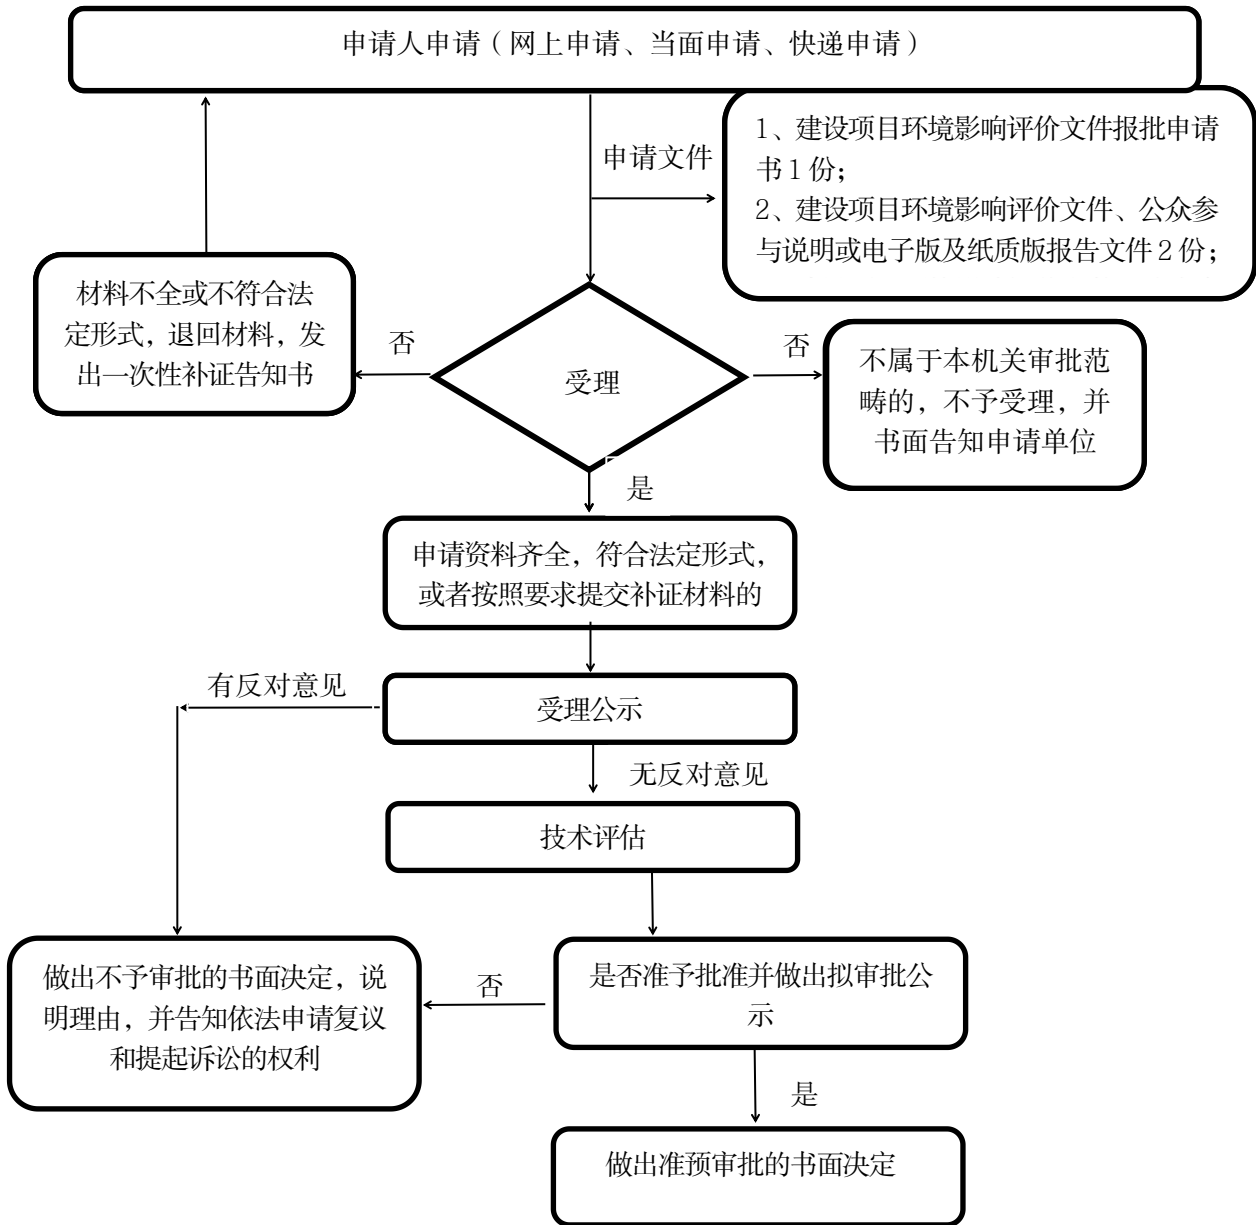 申请人申请（网上申请、当面申请、快递申请）
申请文件
1、建设项目环境影响评价文件报批申请
书1份；
2、建设项目环境影响评价文件、公众参
与说明或电子版及纸质版报告文件2份；
材料不全或不符合法
定形式，退回材料，发
出一次性补证告知书
否
受理
否
不属于本机关审批范
畴的，不予受理，并
书面告知申请单位
是
申请资料齐全，符合法定形式，
或者按照要求提交补证材料的
有反对意见
受理公示
无反对意见
技术评估
做出不予审批的书面决定，说
明理由，并告知依法申请复议
和提起诉讼的权利
否
是否准予批准并做出拟审批公
示
是
做出准预审批的书面决定